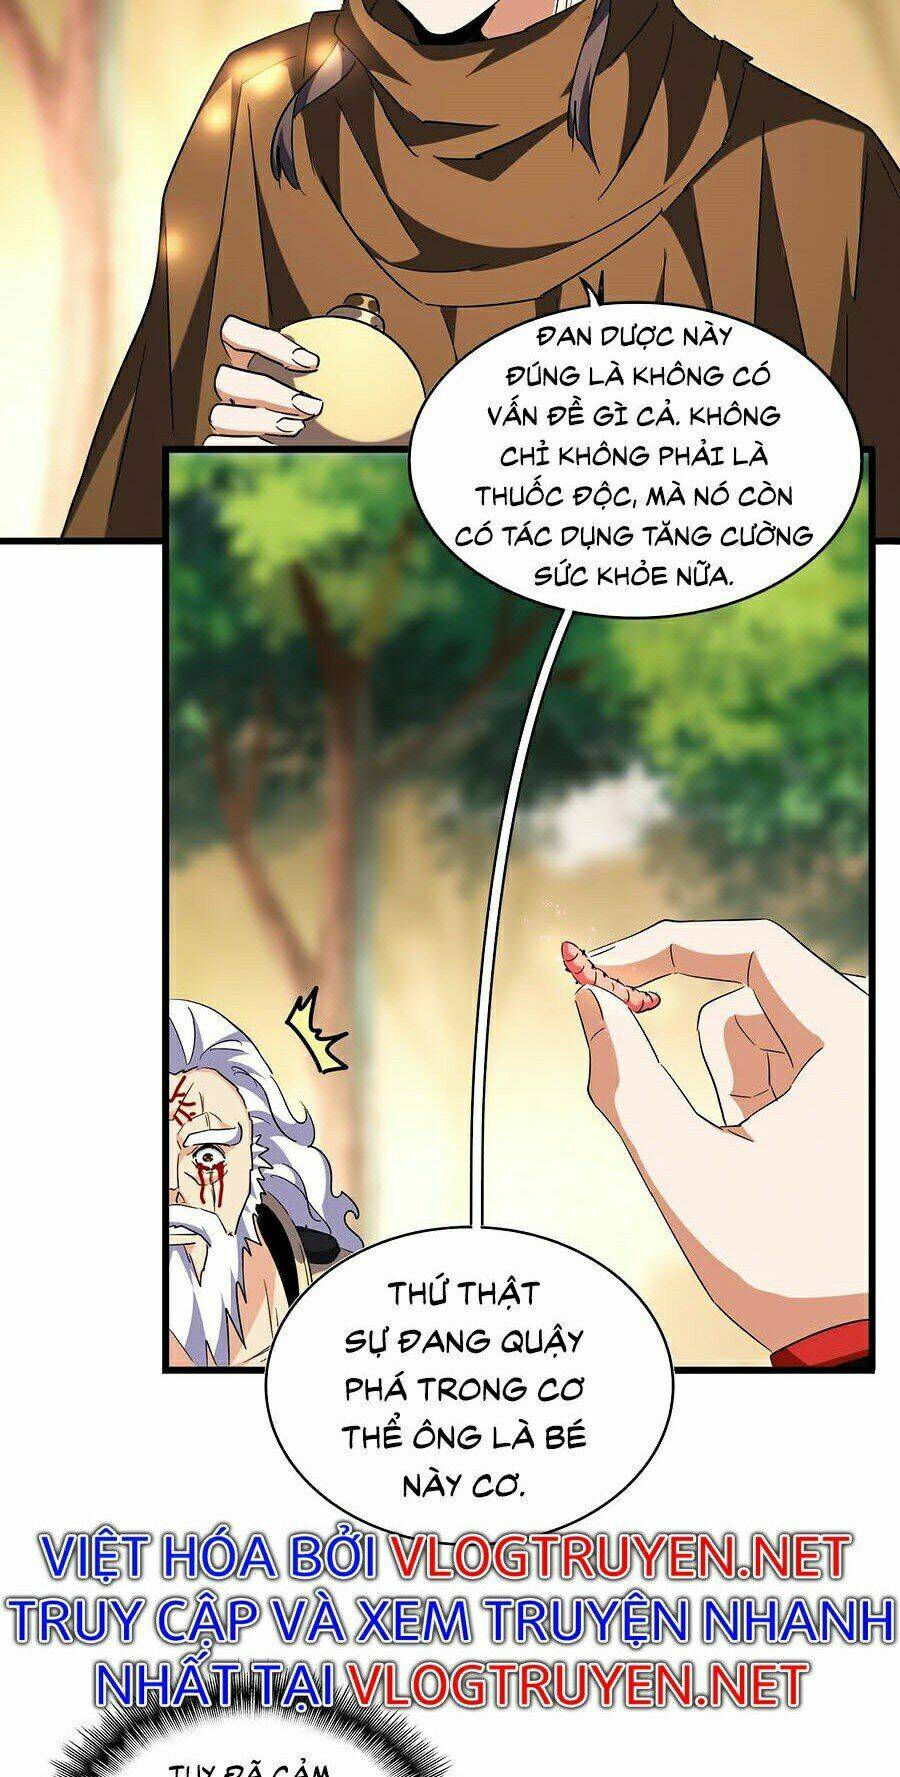 ĐAN DƯỢC NÀY
ĐÚNG LÀ KHÔNG CÓ
VẤN ĐỀ GÌ CẢ. KHÔNG
CHỈ KHÔNG PHẢI LÀ
THUỐC ĐỘC, MÀ NÓ CÒN
CÓ TÁC DỤNG TĂNG CƯỜNG
SỨC KHỎE NỮA.
THỨ THẬT
SỰ ĐANG QUẬY
PHÁ TRONG CƠ
THỂ ÔNG LÀ BÉ
NÀY CƠ.
VIỆT HÓA BỞI VLOGTRUYEN.NET
TRUY CẬP VÀ XEM TRUYỆN NHANH
NHẤT TẠI VLOGTRUYEN.NET
TUY ĐÃ CẢM